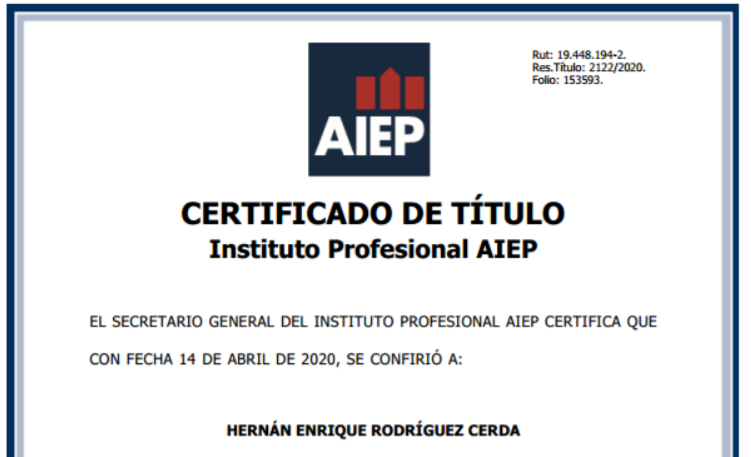 Rut: 19.448.194-2.
Res.Título: 2122/2020.
Folio: 153593.
AIEP
CERTIFICADO DE TÍTULO
Instituto Profesional AIEP
EL SECRETARIO GENERAL DEL INSTITUTO PROFESIONAL AIEP CERTIFICA QUE
CON FECHA 14 DE ABRIL DE 2020, SE CONFIRIÓ A:
HERNÁN ENRIQUE RODRÍGUEZ CERDA